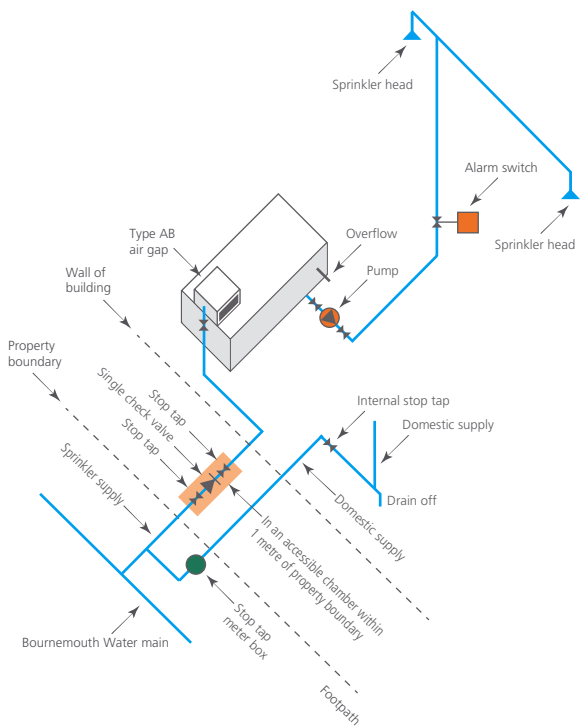 Sprinkler head
Alarm switch
Sprinkler head
Type AB
air gap
Overflow
Wall of
building
Pump
Property
boundary
Stop tap
Single check valve
Stop tap
Sprinkler supply
Internal stop tap
Domestic supply
Drain off
Domestic supply
In an accessible chamber within
1 metre of property boundary
Stop tap
meter box
Bournemouth Water main
Footpath